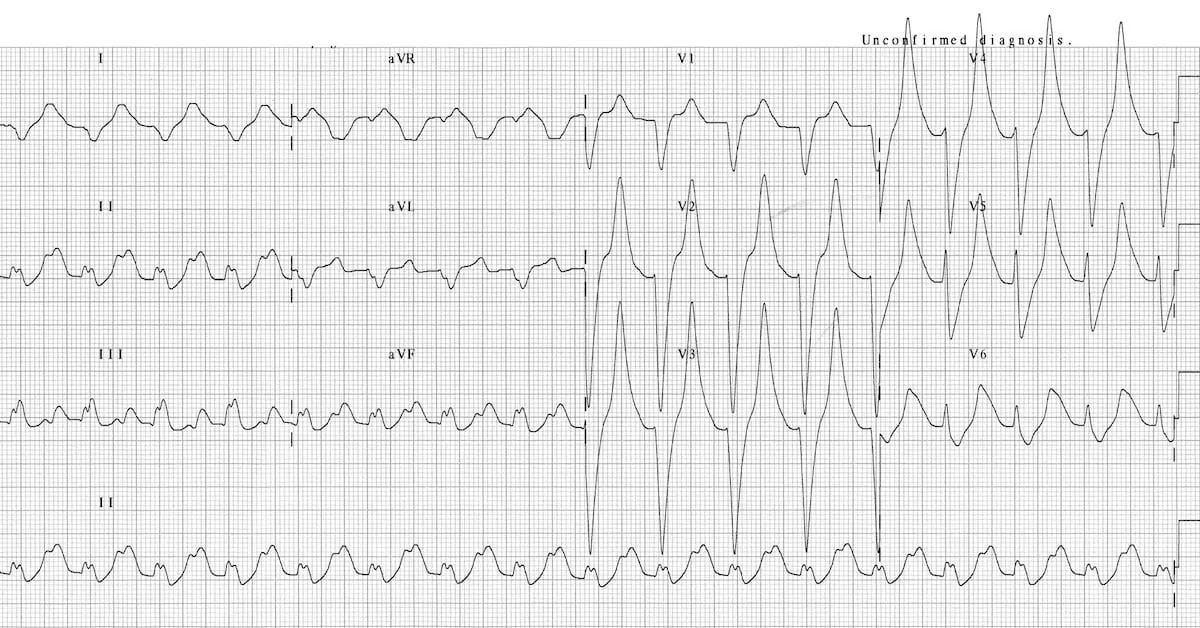 Unconfirmed diagnosis.
I aVR V1 V4
II aVL V2 V5
III aVF V3 V6
II